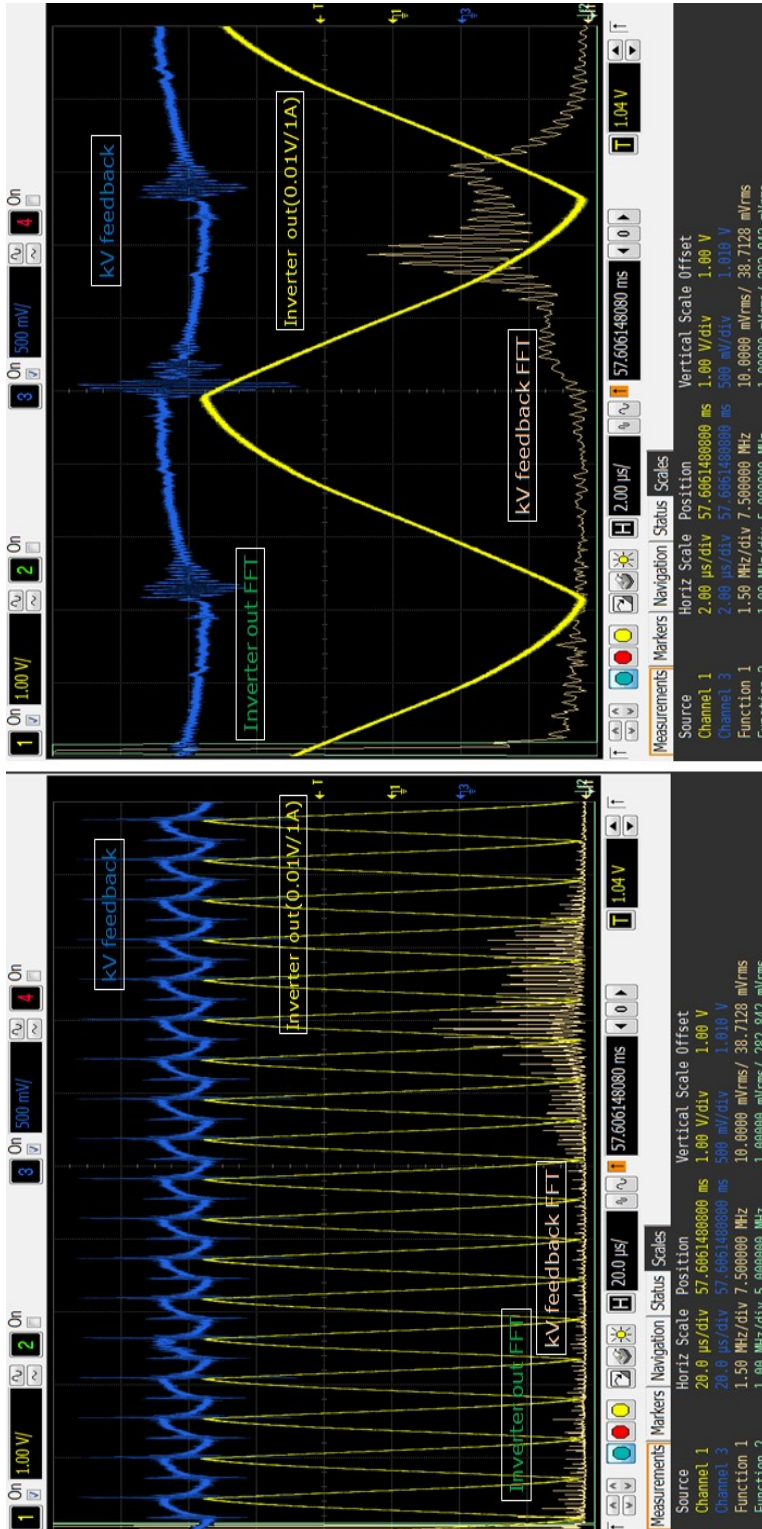 1 On 1.00 V/ 2 On 3 On 500 mV/ 4 On
kV feedback
Inverter out(0.01V/1A)
Inverter out FFT
kV feedback FFT
H 20.0 µs/ 57.606148080 ms 0 T 1.04 V
Measurements Markers Navigation Status Scales
Source Horiz Scale Position Vertical Scale Offset
Channel 1 20.0 µs/div 57.6061480800 ms 1.00 V/div 1.00 V
Channel 3 20.0 µs/div 57.6061480800 ms 500 mV/div 1.010 V
Function 1 1.50 MHz/div 7.500000 MHz 10.0000 mVrms/ 38.7128 mVrms
1 On 1.00 V/ 2 On 3 On 500 mV/ 4 On
kV feedback
Inverter out FFT
Inverter out(0.01V/1A)
kV feedback FFT
H 2.00 µs/ 57.606148080 ms 0 T 1.04 V
Measurements Markers Navigation Status Scales
Source Horiz Scale Position Vertical Scale Offset
Channel 1 2.00 µs/div 57.6061480800 ms 1.00 V/div 1.00 V
Channel 3 2.00 µs/div 57.6061480800 ms 500 mV/div 1.010 V
Function 1 1.50 MHz/div 7.500000 MHz 10.0000 mVrms/ 38.7128 mVrms